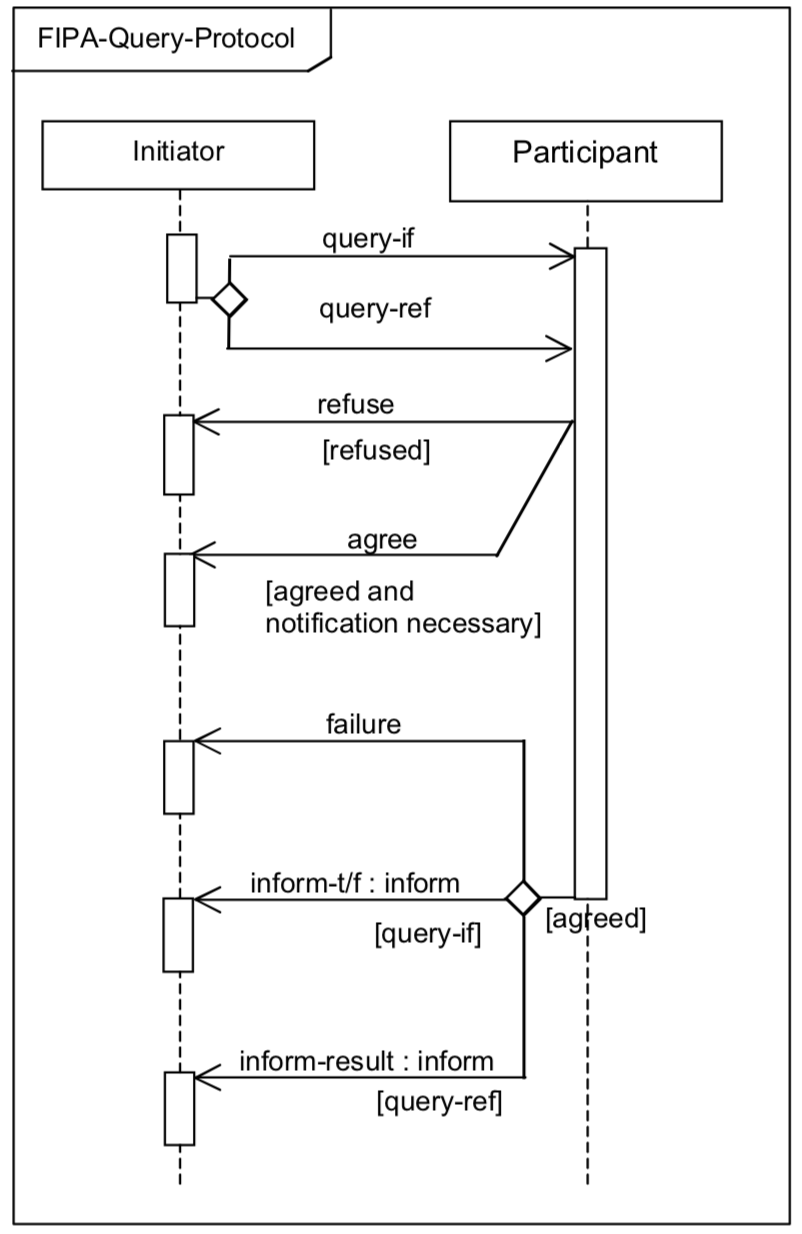 FIPA-Query-Protocol
Initiator
Participant
query-if
query-ref
refuse
[refused]
agree
[agreed and
notification necessary]
failure
inform-t/f : inform
[agreed]
[query-if]
inform-result : inform
[query-ref]